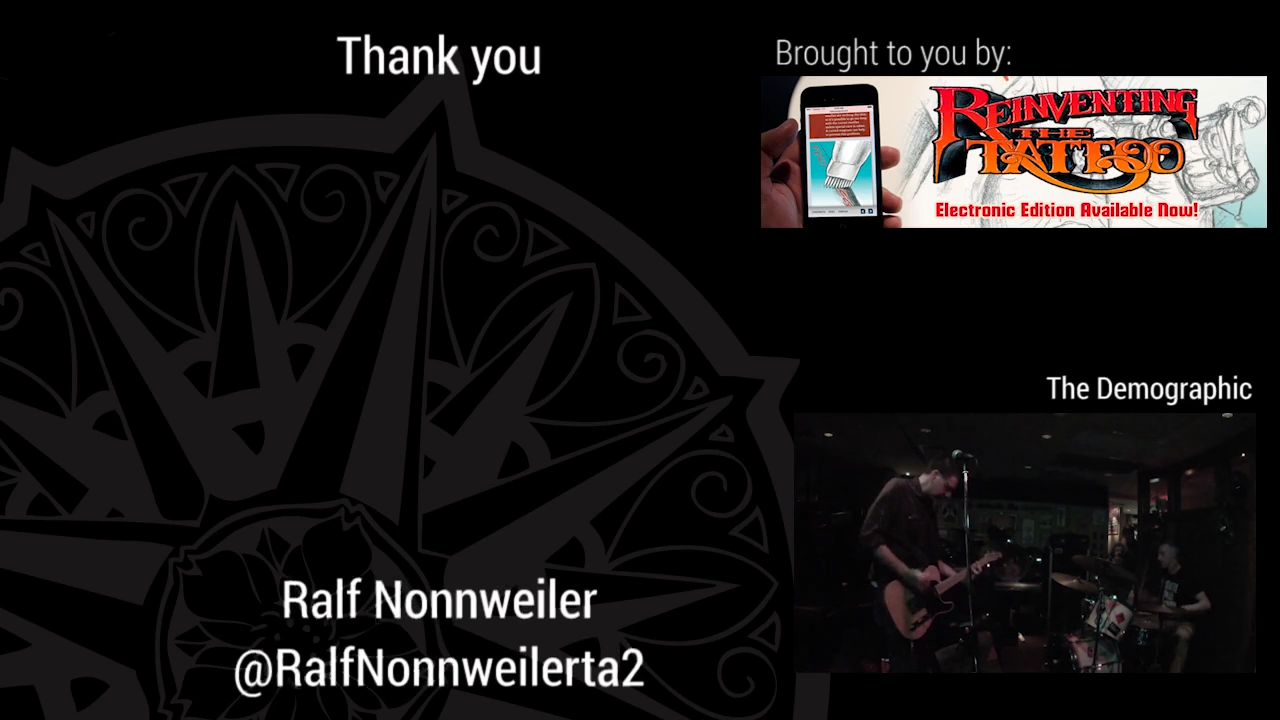 Thank you
Brought to you by:
REINVENTING
THE
TATTOO
Electronic Edition Available Now!
The Demographic
Ralf Nonnweiler
@RalfNonnweilerta2